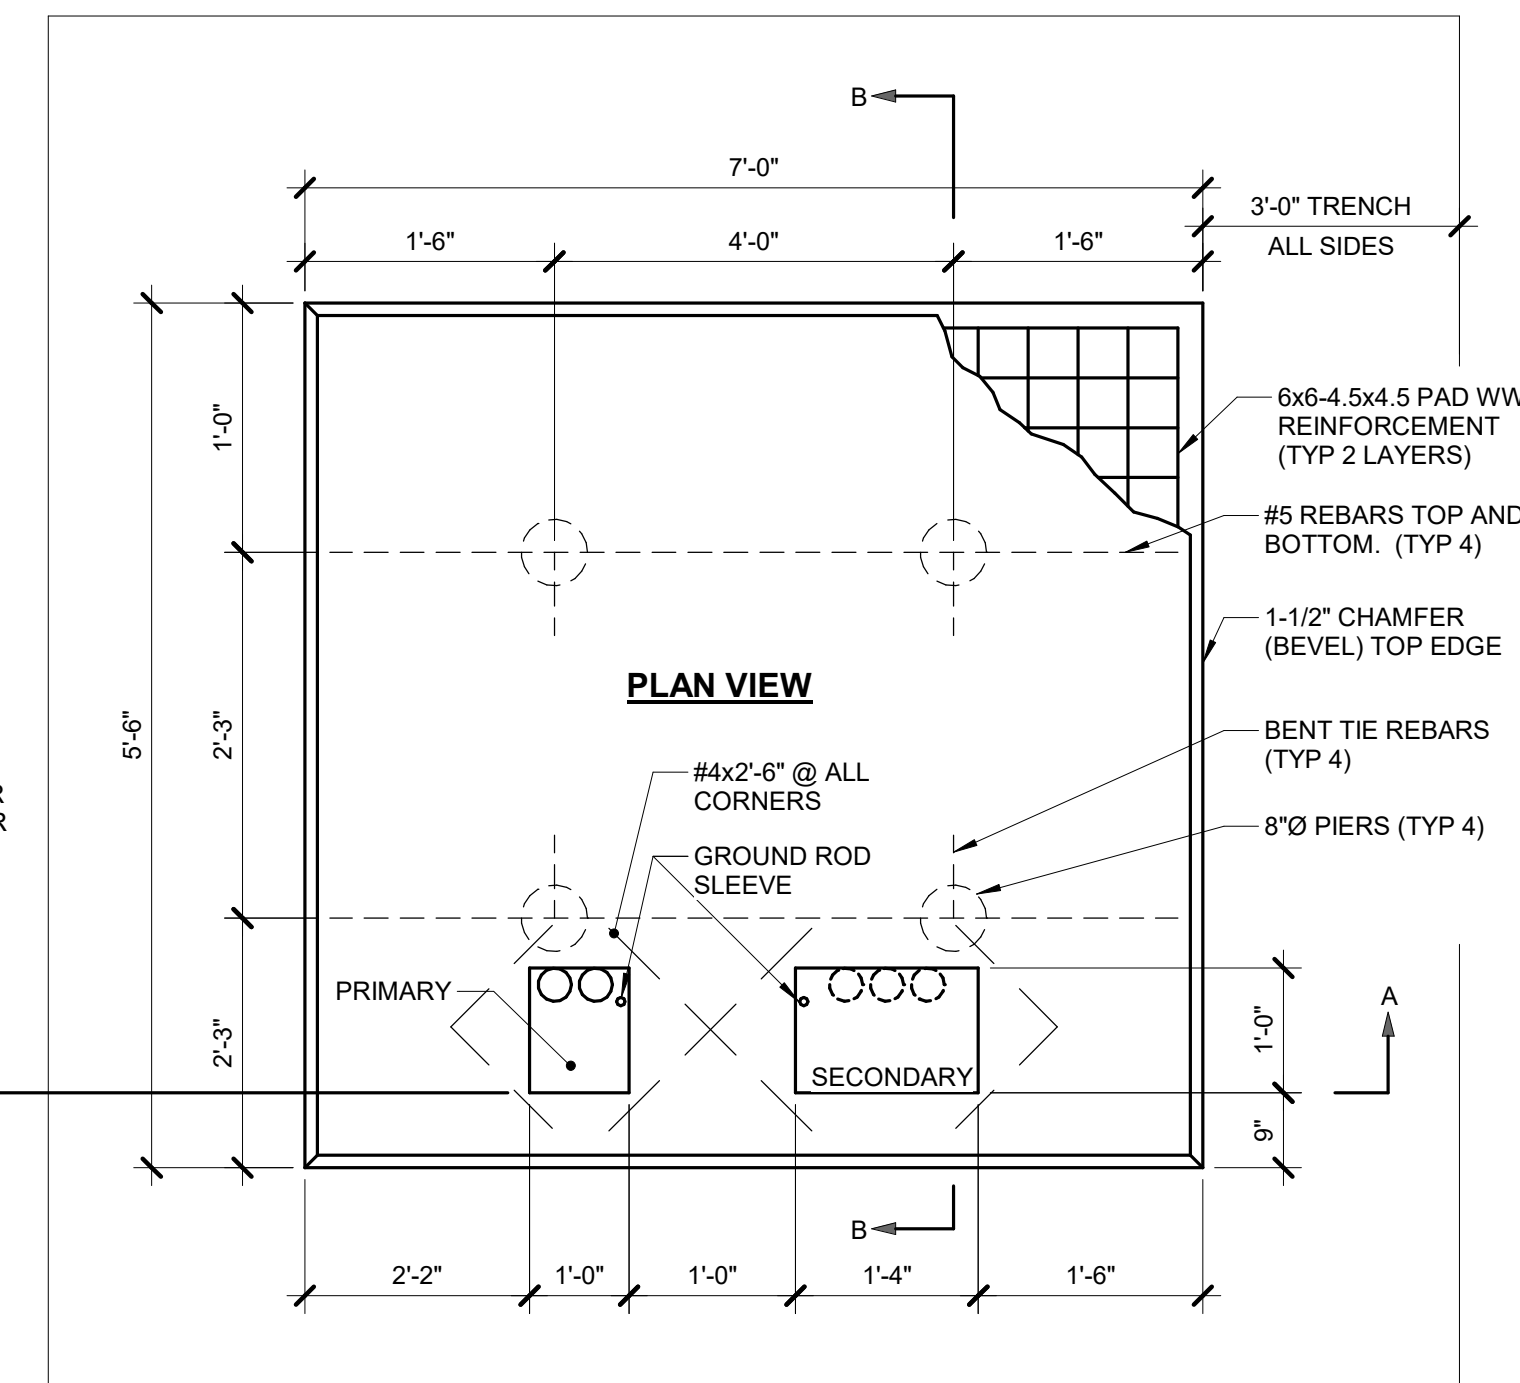 B
7'-0"
3'-0" TRENCH
ALL SIDES
1'-6"
4'-0"
1'-6"
1'-0"
6x6-4.5x4.5 PAD WW
REINFORCEMENT
(TYP 2 LAYERS)
#5 REBARS TOP AND
BOTTOM. (TYP 4)
1-1/2" CHAMFER
(BEVEL) TOP EDGE
PLAN VIEW
5'-6"
2'-3"
BENT TIE REBARS
(TYP 4)
#4x2'-6" @ ALL
CORNERS
R
R
8"Ø PIERS (TYP 4)
GROUND ROD
SLEEVE
PRIMARY
A
2'-3"
1'-0"
SECONDARY
9"
B
2'-2"
1'-0"
1'-0"
1'-4"
1'-6"